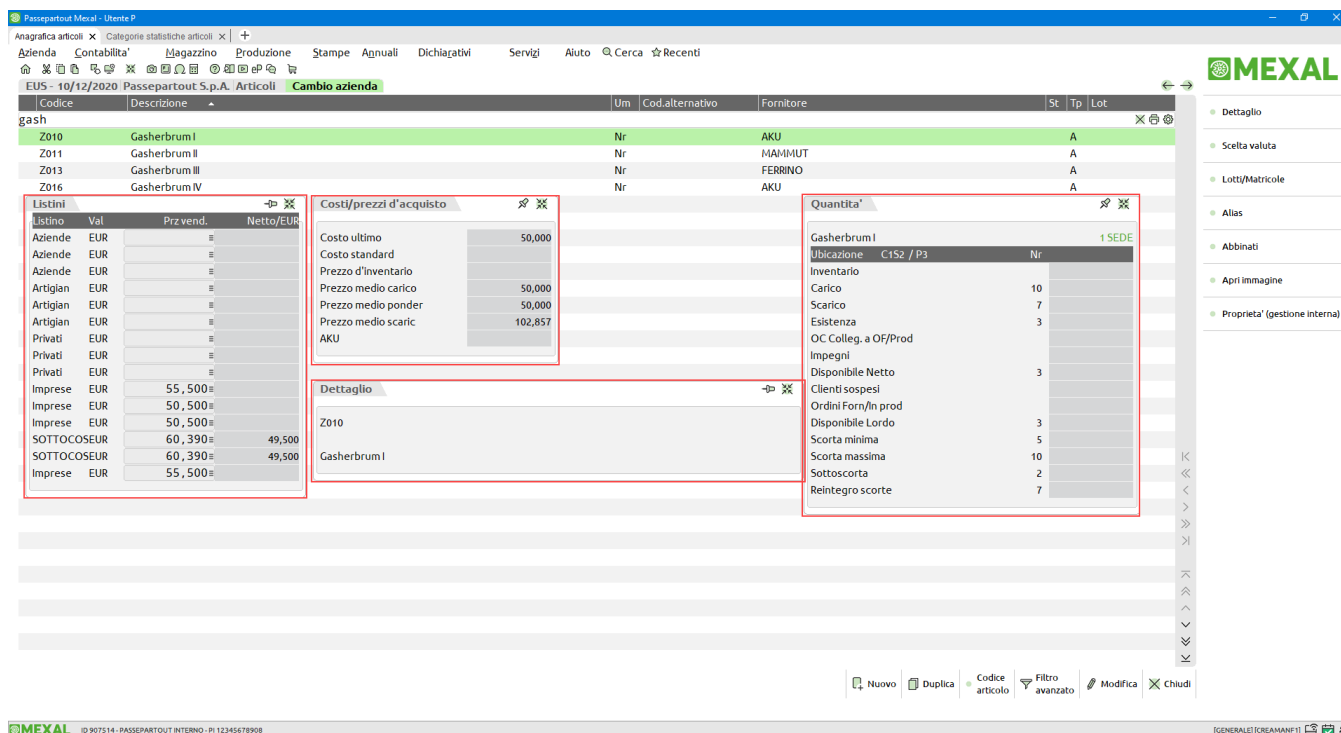 Passepartout Mexal - Utente P
Anagrafica articoli X Categorie statistiche articoli X +
Azienda Contabilita' Magazzino Produzione Stampe Annuali Dichiarativi Servizi Aiuto Cerca Recenti
MEXAL
EUS - 10/12/2020 Passepartout S.p.A. Articoli Cambio azienda
Codice Descrizione Um Cod.alternativo Fornitore St Tp Lot
gash
Z010 Gasherbrum I Nr AKU A
Z011 Gasherbrum II Nr MAMMUT A
Z013 Gasherbrum III Nr FERRINO A
Z016 Gasherbrum IV Nr AKU A
Listini
Listino Val Prz vend. Netto/EUR
Aziende EUR
Aziende EUR
Aziende EUR
Artigian EUR
Artigian EUR
Artigian EUR
Privati EUR
Privati EUR
Privati EUR
Imprese EUR 55,500
Imprese EUR 50,500
Imprese EUR 50,500
SOTTOCOSEUR 60,390 49,500
SOTTOCOSEUR 60,390 49,500
Imprese EUR 55,500
Costi/prezzi d'acquisto
Costo ultimo 50,000
Costo standard
Prezzo d'inventario
Prezzo medio carico 50,000
Prezzo medio ponder 50,000
Prezzo medio scaric 102,857
AKU
Dettaglio
Z010
Gasherbrum I
Quantita'
Gasherbrum I 1 SEDE
Ubicazione C1S2 / P3 Nr
Inventario
Carico 10
Scarico 7
Esistenza 3
OC Colleg. a OF/Prod
Impegni
Disponibile Netto 3
Clienti sospesi
Ordini Forn/In prod
Disponibile Lordo 3
Scorta minima 5
Scorta massima 10
Sottoscorta 2
Reintegro scorte 7
Dettaglio
Scelta valuta
Lotti/Matricole
Alias
Abbinati
Apri immagine
Proprieta' (gestione interna)
Nuovo Duplica Codice articolo Filtro avanzato Modifica Chiudi
MEXAL ID 907514 - PASSEPARTOUT INTERNO - PI 12345678908 [GENERALE] [CREAMANF1]